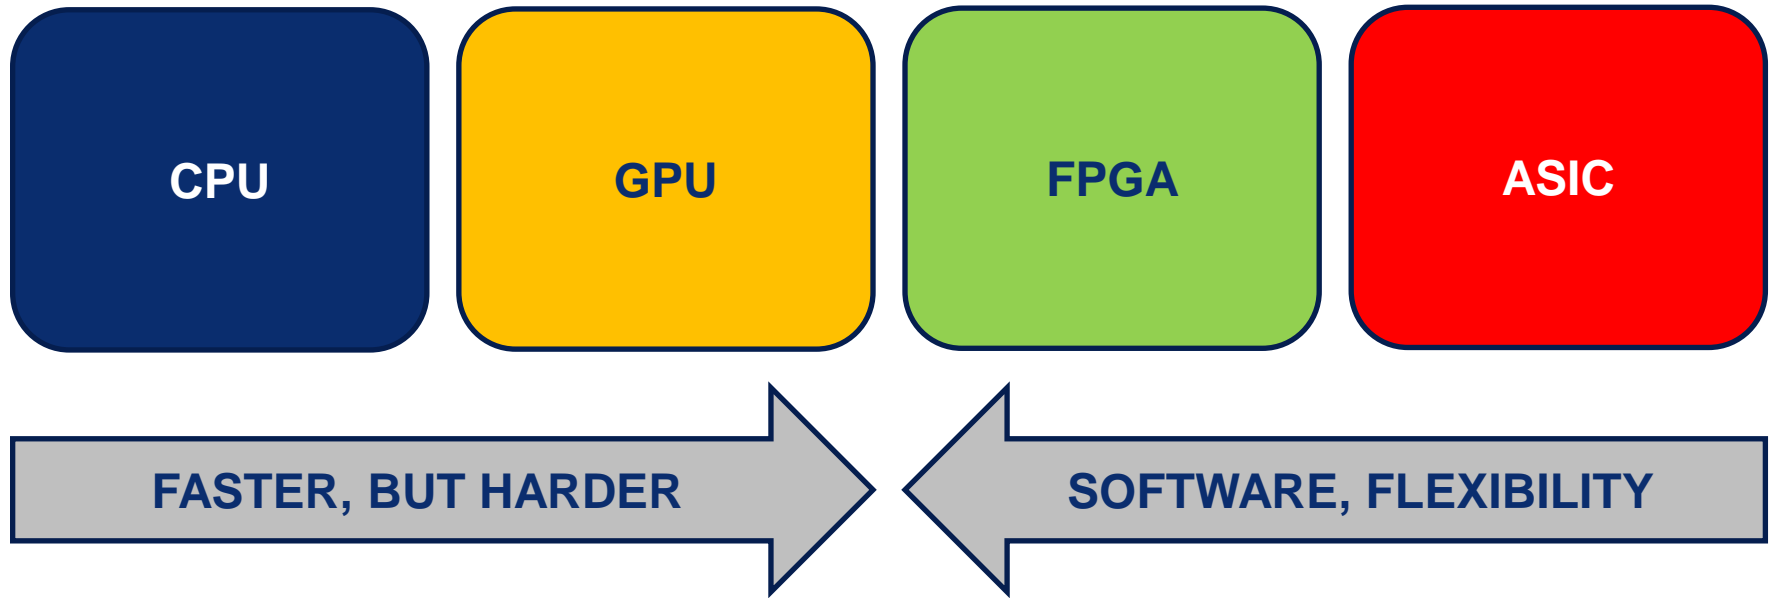 CPU
GPU
FPGA
ASIC
FASTER, BUT HARDER
SOFTWARE, FLEXIBILITY